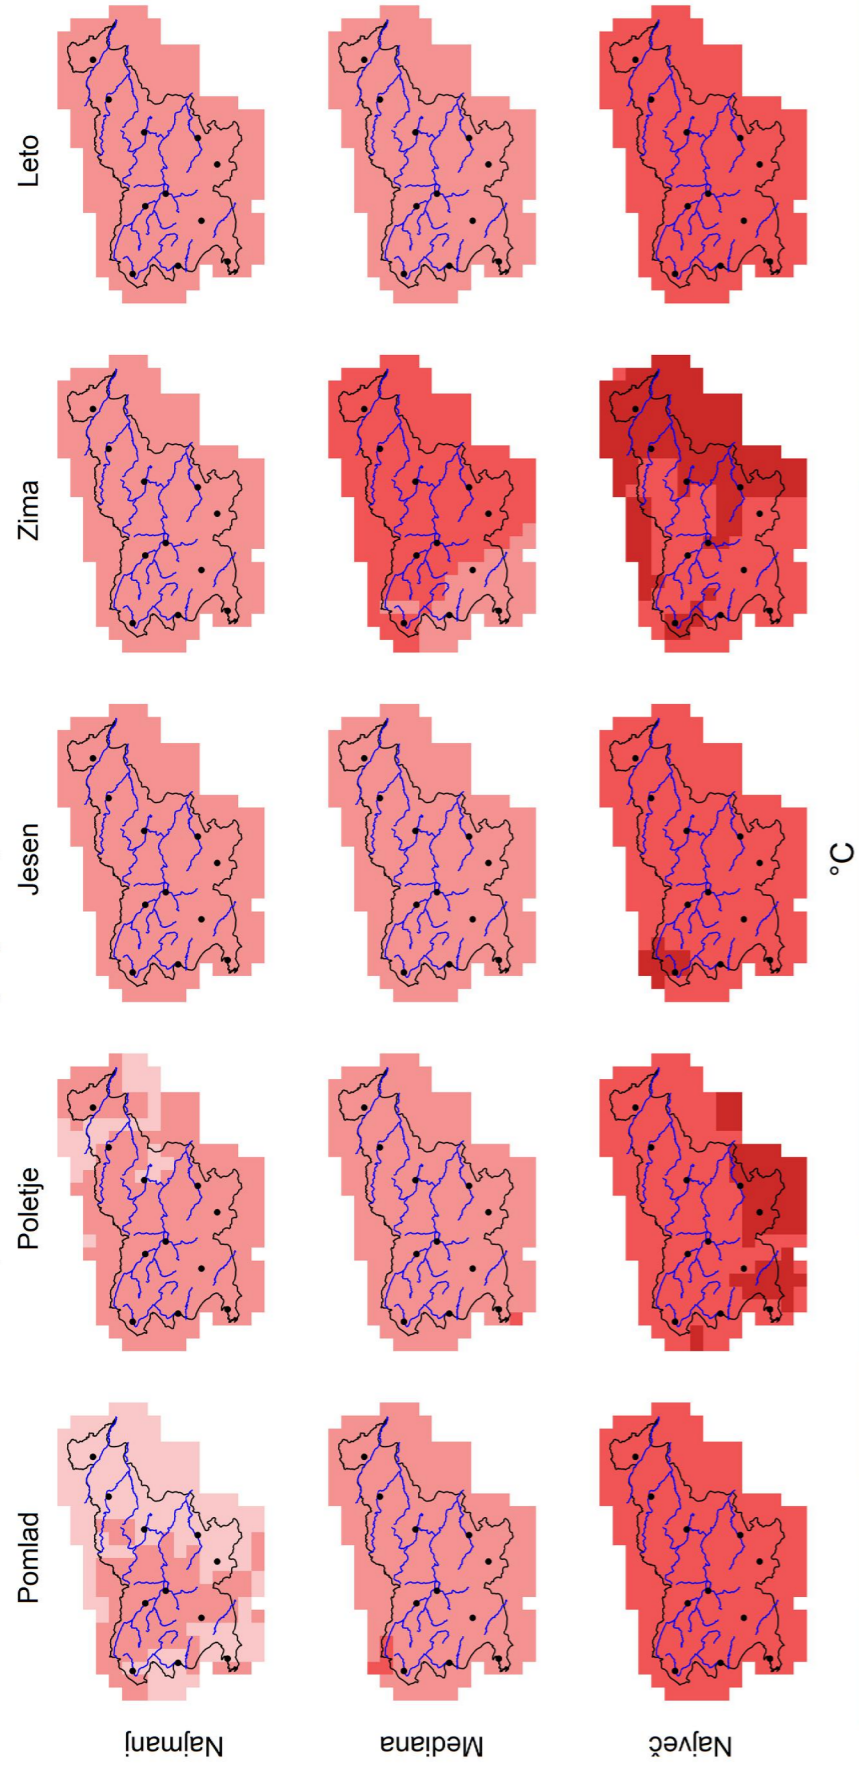 Pomlad
Poletje
Jesen
Zima
Leto
Najmanj
Mediana
Največ
°C